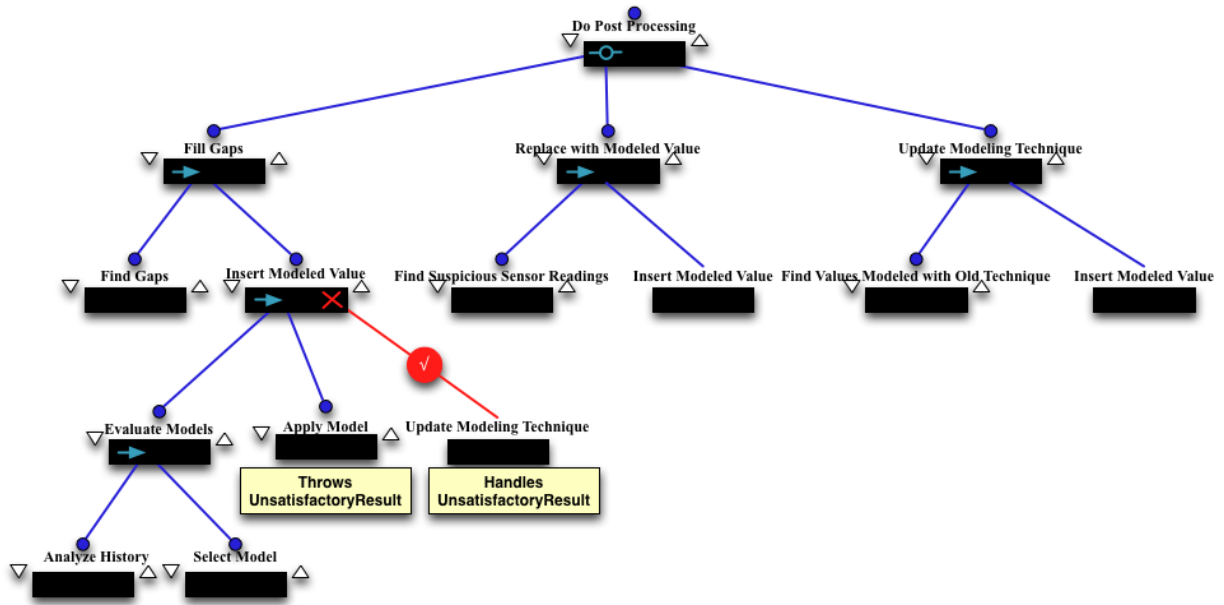 Do Post Processing
Fill Gaps
Replace with Modeled Value
Update Modeling Technique
Find Gaps
Insert Modeled Value
Find Suspicious Sensor Readings
Insert Modeled Value
Find Values Modeled with Old Technique
Insert Modeled Value
√
Evaluate Models
Apply Model
Update Modeling Technique
Throws
UnsatisfactoryResult
Handles
UnsatisfactoryResult
Analyze History
Select Model